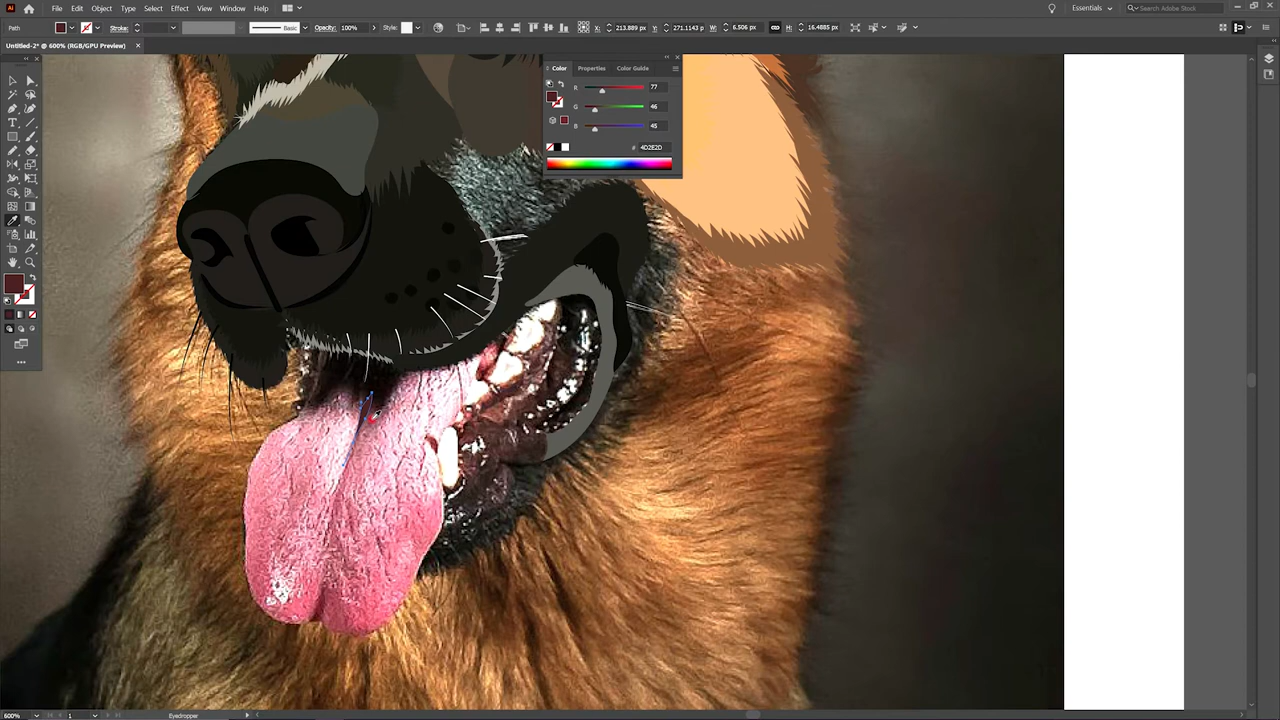 Ai File Edit Object Type Select Effect View Window Help Essentials Search Adobe Stock
Path Stroke: Basic Opacity: 100% Style: X: 213.889 px Y: 271.1143 p W: 6.506 px H: 16.4885 px
Untitled-2* @ 600% (RGB/GPU Preview) ×
Color Properties Color Guide
R 77
G 46
B 45
# 4D2E2D
600% 1 Eyedropper